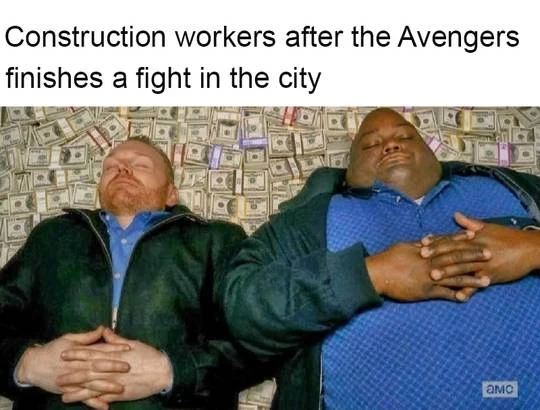 Construction workers after the Avengers
finishes a fight in the city
amc